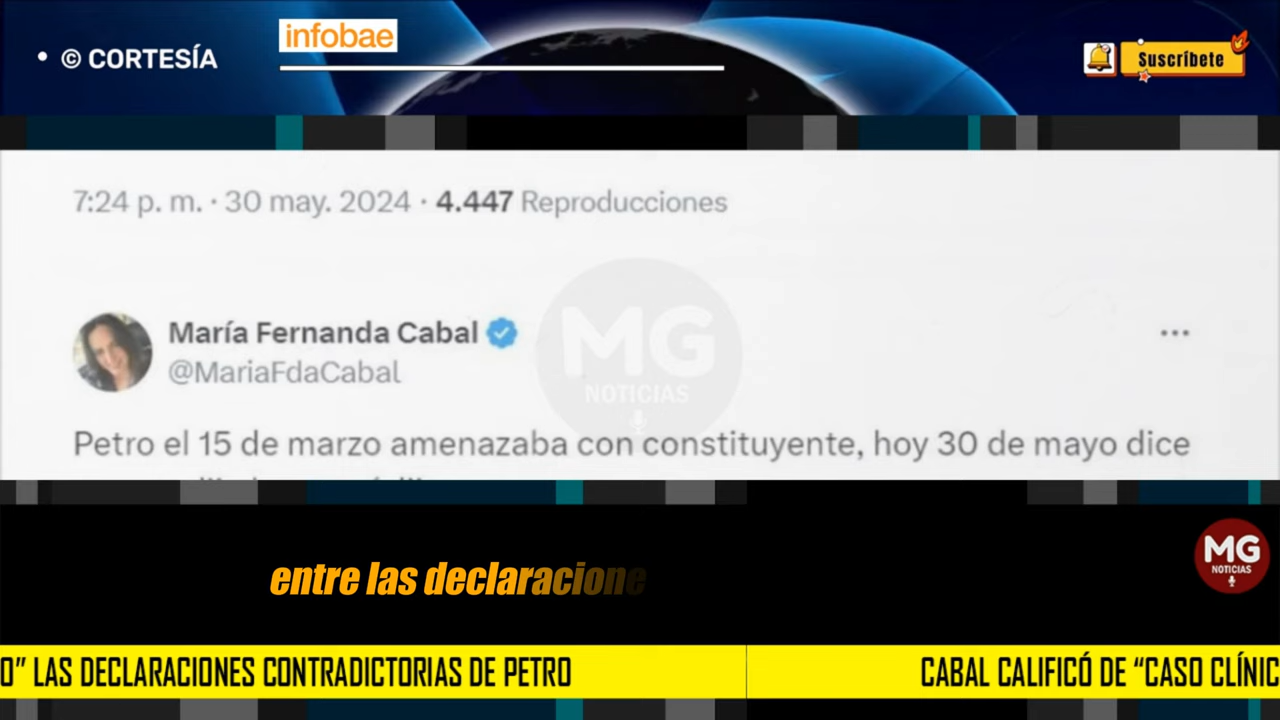 • © CORTESÍA
infobae
Suscríbete
7:24 p. m. · 30 may. 2024 · 4.447 Reproducciones
María Fernanda Cabal
@MariaFdaCabal
MG
NOTICIAS
Petro el 15 de marzo amenazaba con constituyente, hoy 30 de mayo dice
entre las declaracione
MG
NOTICIAS
O” LAS DECLARACIONES CONTRADICTORIAS DE PETRO
CABAL CALIFICÓ DE “CASO CLÍNIC